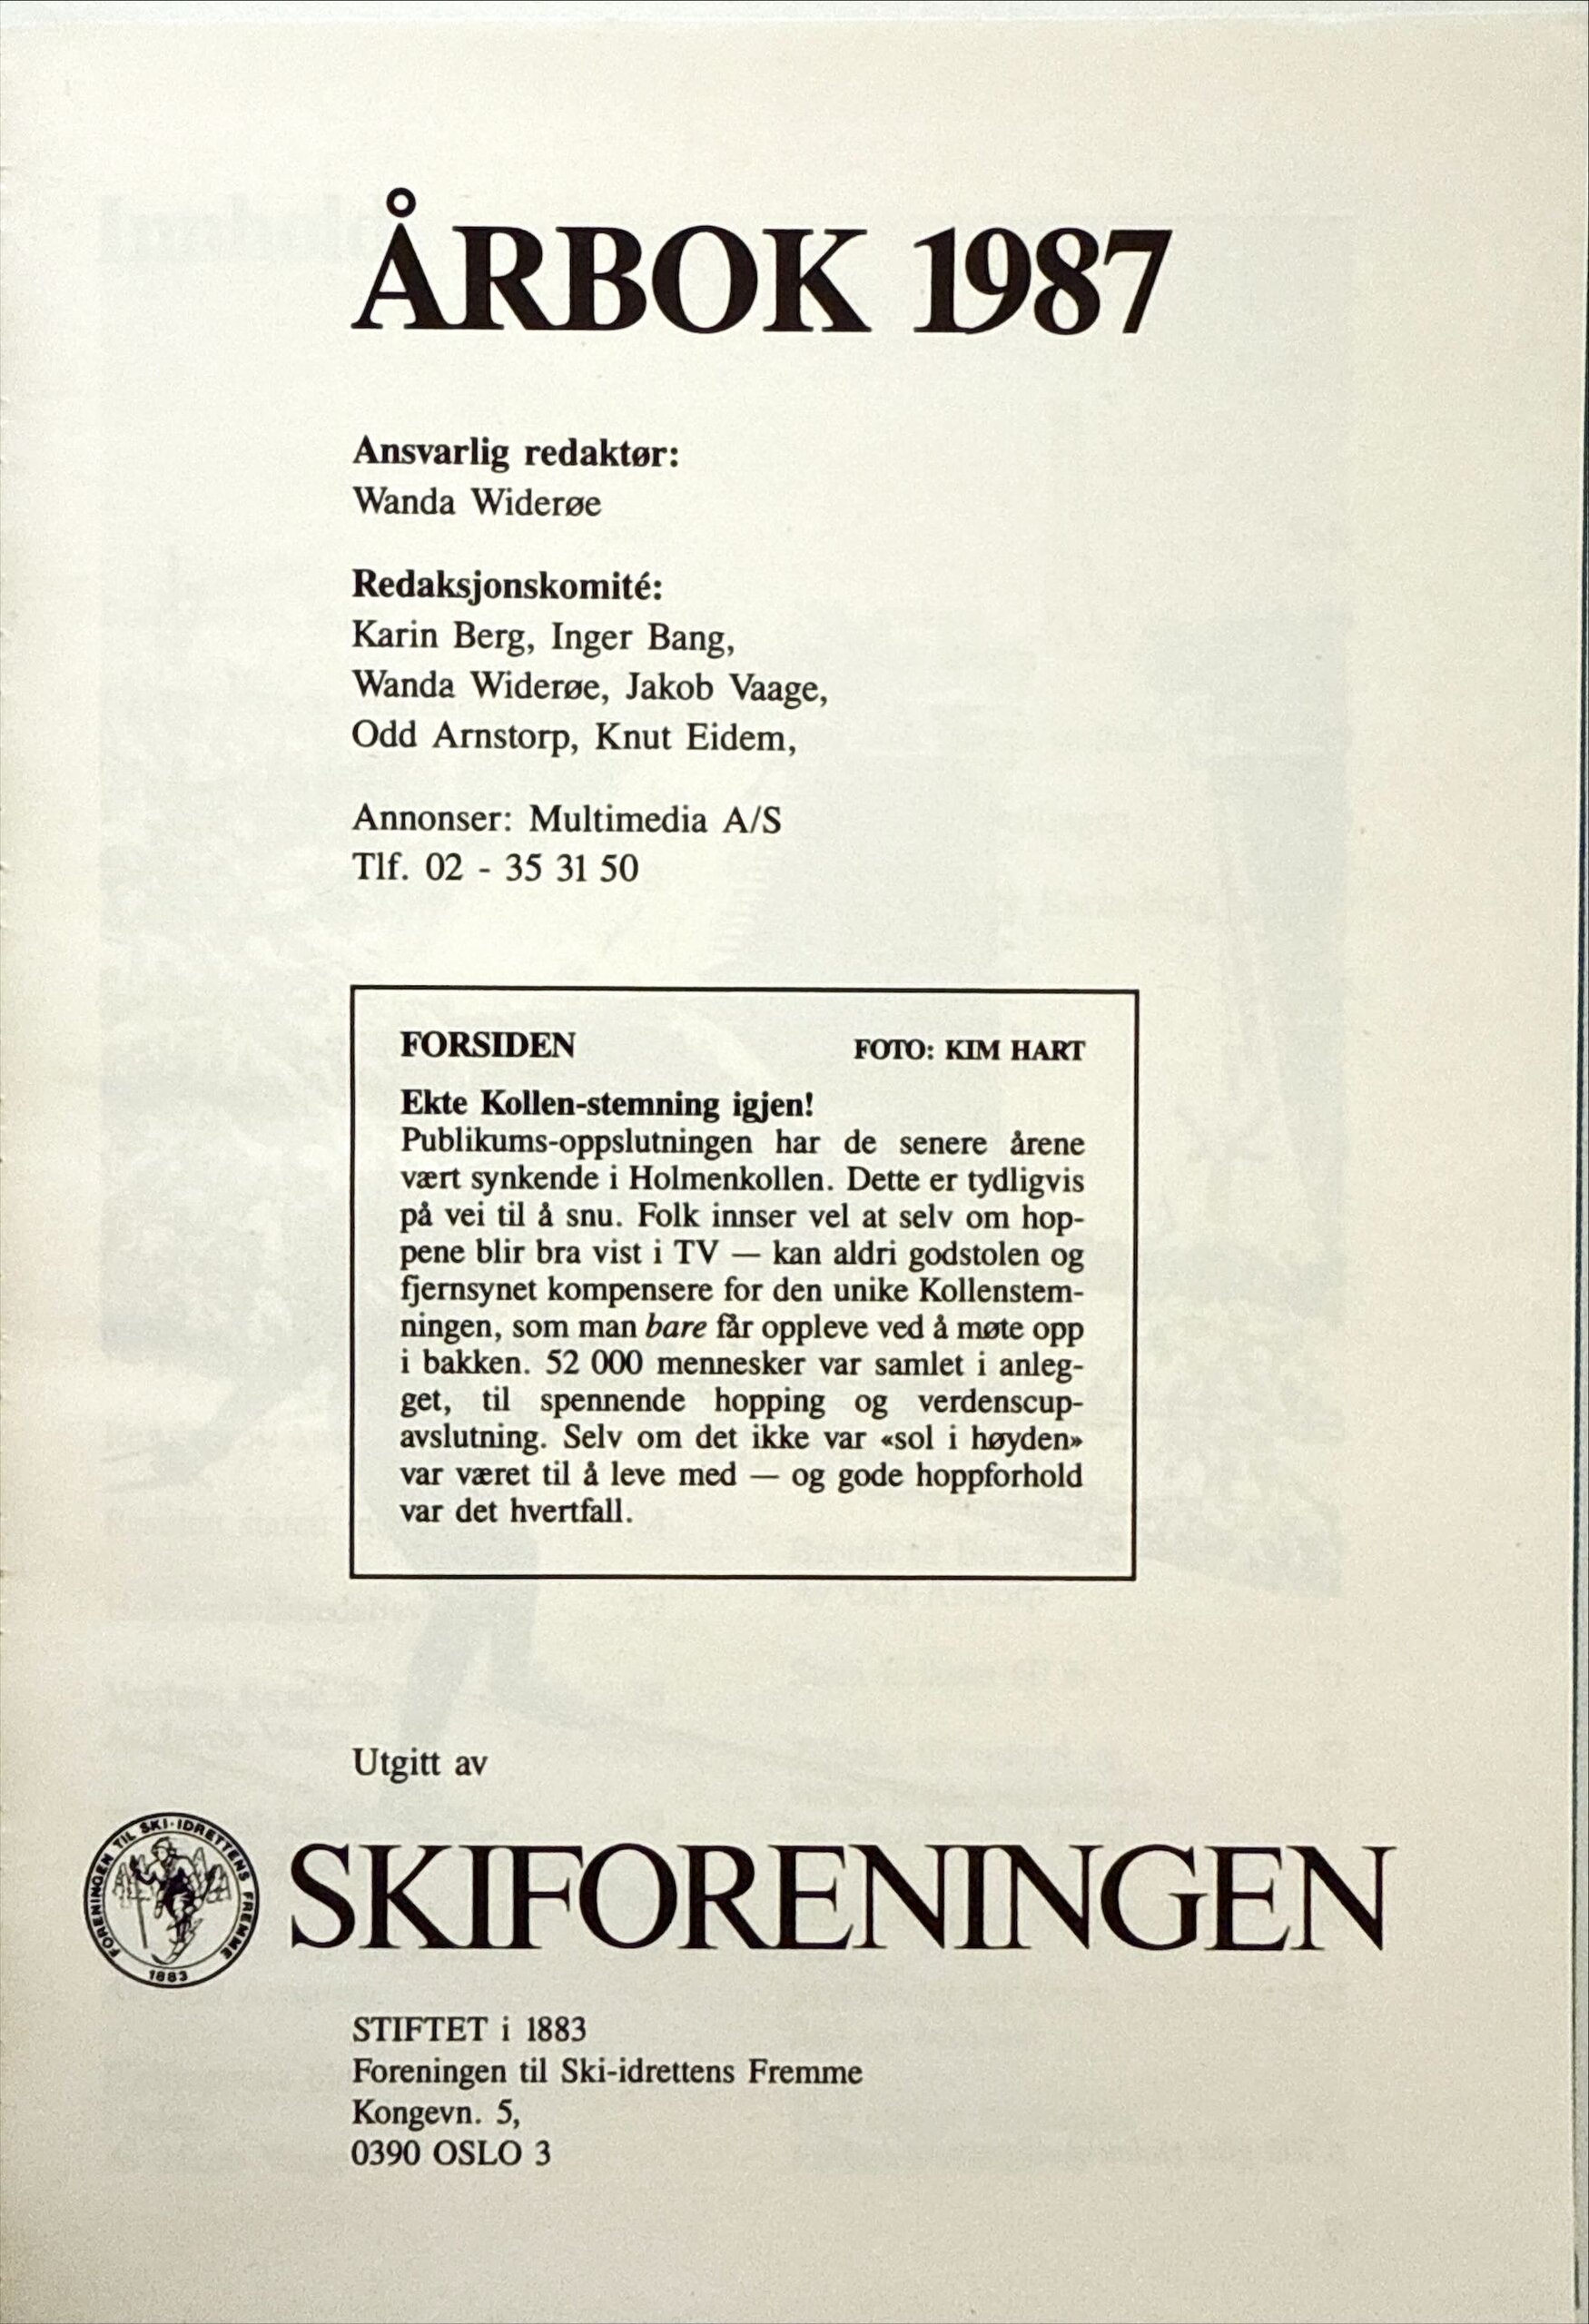 ÅRBOK 1987
Ansvarlig redaktør:
Wanda Widerøe
Redaksjonskomité:
Karin Berg, Inger Bang,
Wanda Widerøe, Jakob Vaage,
Odd Arnstorp, Knut Eidem,
Annonser: Multimedia A/S
Tlf. 02 - 35 31 50
FORSIDEN FOTO: KIM HART
Ekte Kollen-stemning igjen!
Publikums-oppslutningen har de senere årene
vært synkende i Holmenkollen. Dette er tydligvis
på vei til å snu. Folk innser vel at selv om hop-
pene blir bra vist i TV — kan aldri godstolen og
fjernsynet kompensere for den unike Kollenstem-
ningen, som man bare får oppleve ved å møte opp
i bakken. 52 000 mennesker var samlet i anleg-
get, til spennende hopping og verdenscup-
avslutning. Selv om det ikke var «sol i høyden»
var været til å leve med — og gode hoppforhold
var det hvertfall.
Utgitt av
FORENINGEN TIL SKI-IDRETTENS FREMME
1883
SKIFORENINGEN
STIFTET i 1883
Foreningen til Ski-idrettens Fremme
Kongevn. 5,
0390 OSLO 3